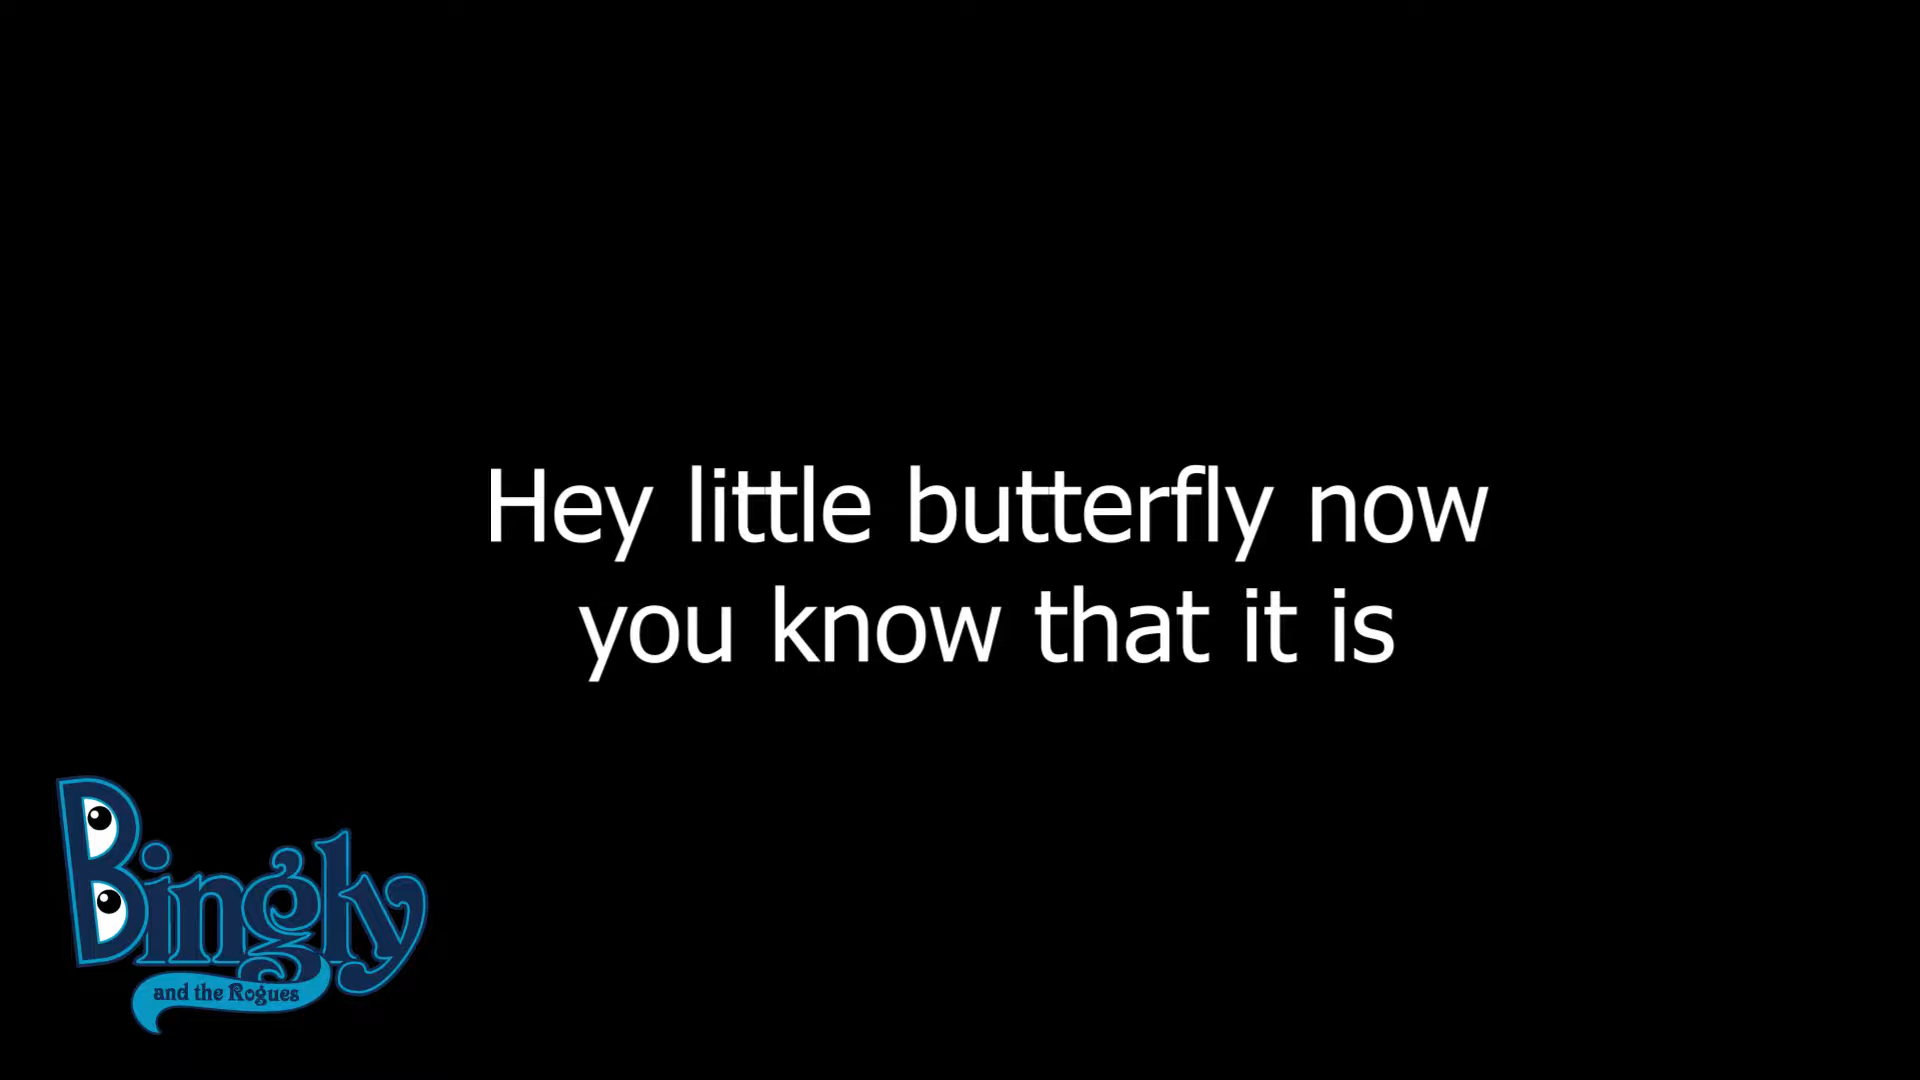 Hey little butterfly now
you know that it is
Bingly
and the Rogues